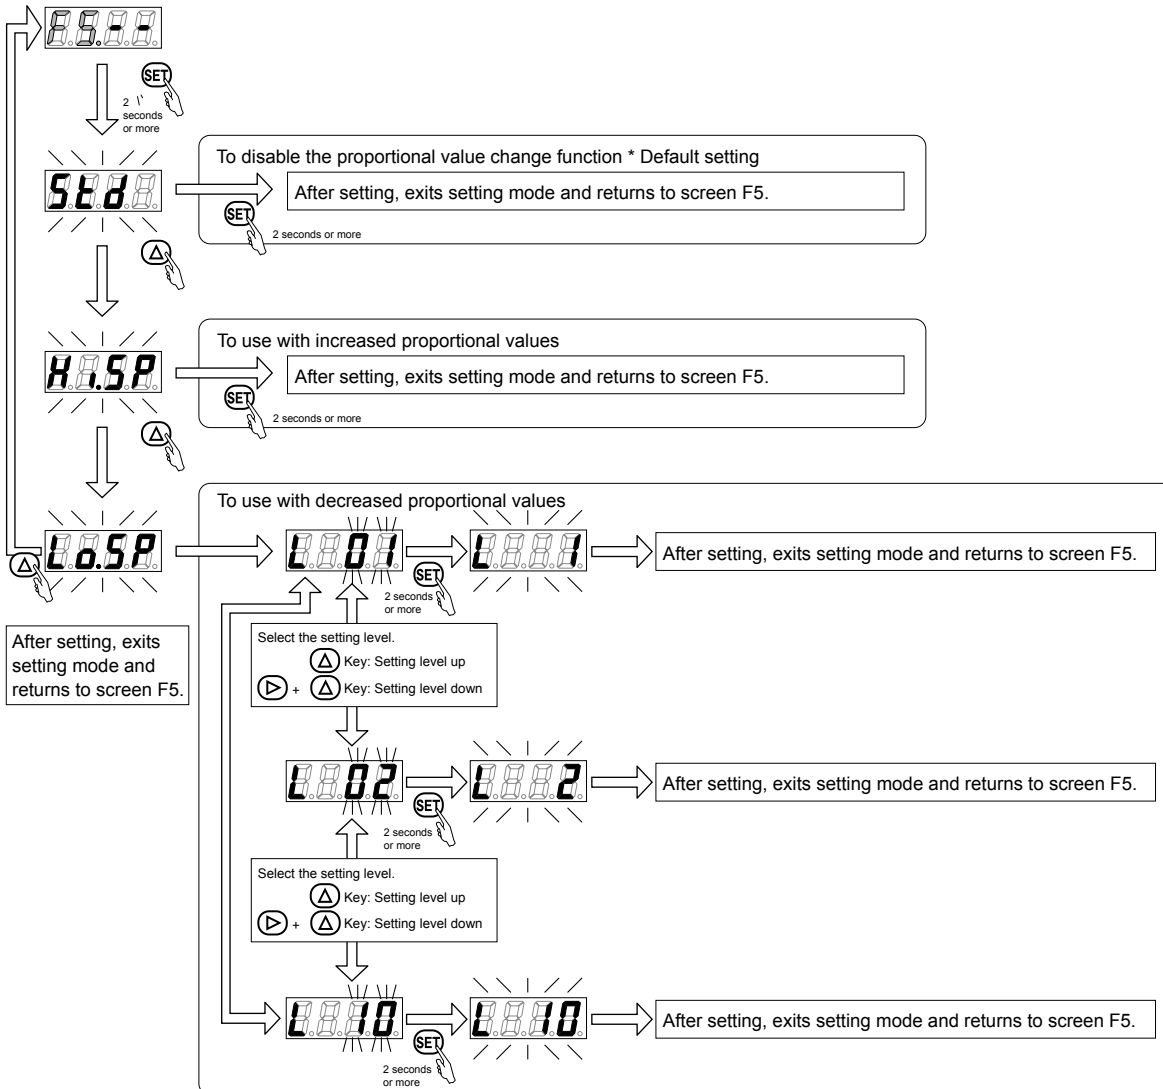 F5.--
SET
2
seconds
or more
Std
To disable the proportional value change function * Default setting
After setting, exits setting mode and returns to screen F5.
SET
2 seconds or more
Hi.SP
To use with increased proportional values
After setting, exits setting mode and returns to screen F5.
SET
2 seconds or more
Lo.SP
To use with decreased proportional values
L 01
SET
2 seconds
or more
L 1
After setting, exits setting mode and returns to screen F5.
After setting, exits
setting mode and
returns to screen F5.
Select the setting level.
Key: Setting level up
+ Key: Setting level down
L 02
SET
2 seconds
or more
L 2
After setting, exits setting mode and returns to screen F5.
Select the setting level.
Key: Setting level up
+ Key: Setting level down
L 10
SET
2 seconds
or more
L 10
After setting, exits setting mode and returns to screen F5.